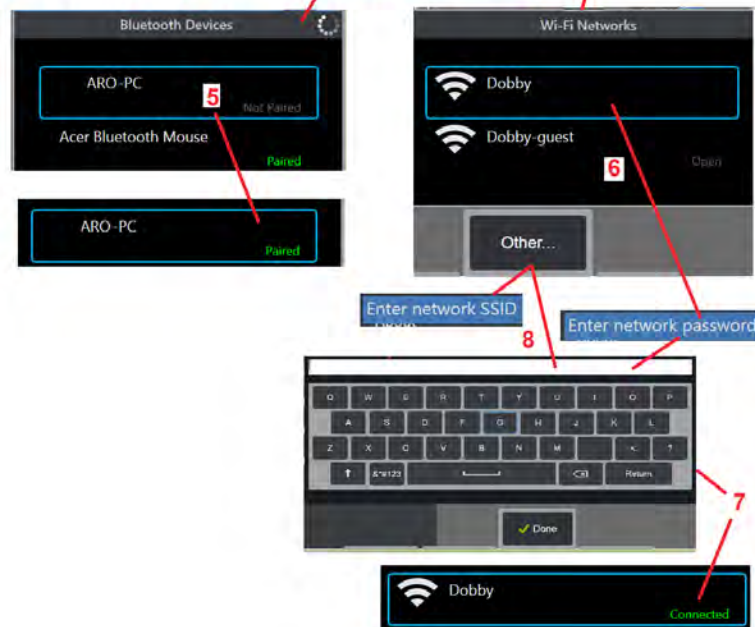 Bluetooth Devices
ARO-PC
5
Not Paired
Acer Bluetooth Mouse
Paired
ARO-PC
Paired
Wi-Fi Networks
Dobby
Dobby-guest
6
Open
Other...
Enter network SSID
8
Enter network password
Q W E R T Y U I O P
A S D F G H J K L
Z X C V B N M
&*#123
Return
7
Done
Dobby
Connected